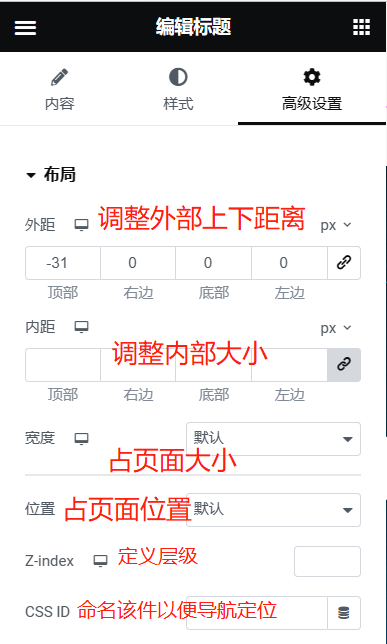 编辑标题
内容 样式 高级设置
布局
外距 调整外部上下距离 px
-31 0 0 0
顶部 右边 底部 左边
内距 px
调整内部大小
顶部 右边 底部 左边
宽度 默认
占页面大小
位置 占页面位置 默认
Z-index 定义层级
CSS ID 命名该件以便导航定位